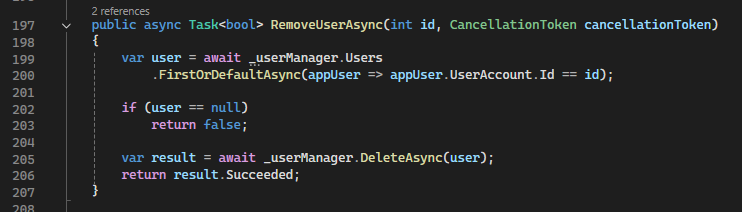 2 references
197 public async Task<bool> RemoveUserAsync(int id, CancellationToken cancellationToken)
198 {
199 var user = await _userManager.Users
200 .FirstOrDefaultAsync(appUser => appUser.UserAccount.Id == id);
201
202 if (user == null)
203 return false;
204
205 var result = await _userManager.DeleteAsync(user);
206 return result.Succeeded;
207 }
208